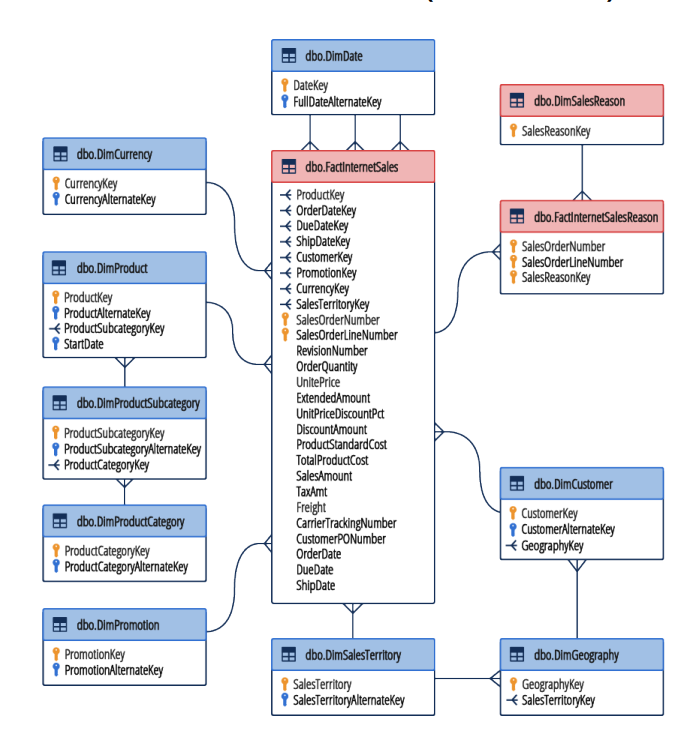 dbo.DimDate
DateKey
FullDateAlternateKey
dbo.DimSalesReason
SalesReasonKey
dbo.DimCurrency
CurrencyKey
CurrencyAlternateKey
dbo.FactInternetSales
ProductKey
OrderDateKey
DueDateKey
ShipDateKey
CustomerKey
PromotionKey
CurrencyKey
SalesTerritoryKey
SalesOrderNumber
SalesOrderLineNumber
RevisionNumber
OrderQuantity
UnitePrice
ExtendedAmount
UnitPriceDiscountPct
DiscountAmount
ProductStandardCost
TotalProductCost
SalesAmount
TaxAmt
Freight
CarrierTrackingNumber
CustomerPONumber
OrderDate
DueDate
ShipDate
dbo.FactInternetSalesReason
SalesOrderNumber
SalesOrderLineNumber
SalesReasonKey
dbo.DimProduct
ProductKey
ProductAlternateKey
ProductSubcategoryKey
StartDate
dbo.DimProductSubcategory
ProductSubcategoryKey
ProductSubcategoryAlternateKey
ProductCategoryKey
dbo.DimProductCategory
ProductCategoryKey
ProductCategoryAlternateKey
dbo.DimCustomer
CustomerKey
CustomerAlternateKey
GeographyKey
dbo.DimPromotion
PromotionKey
PromotionAlternateKey
dbo.DimSalesTerritory
SalesTerritory
SalesTerritoryAlternateKey
dbo.DimGeography
GeographyKey
SalesTerritoryKey